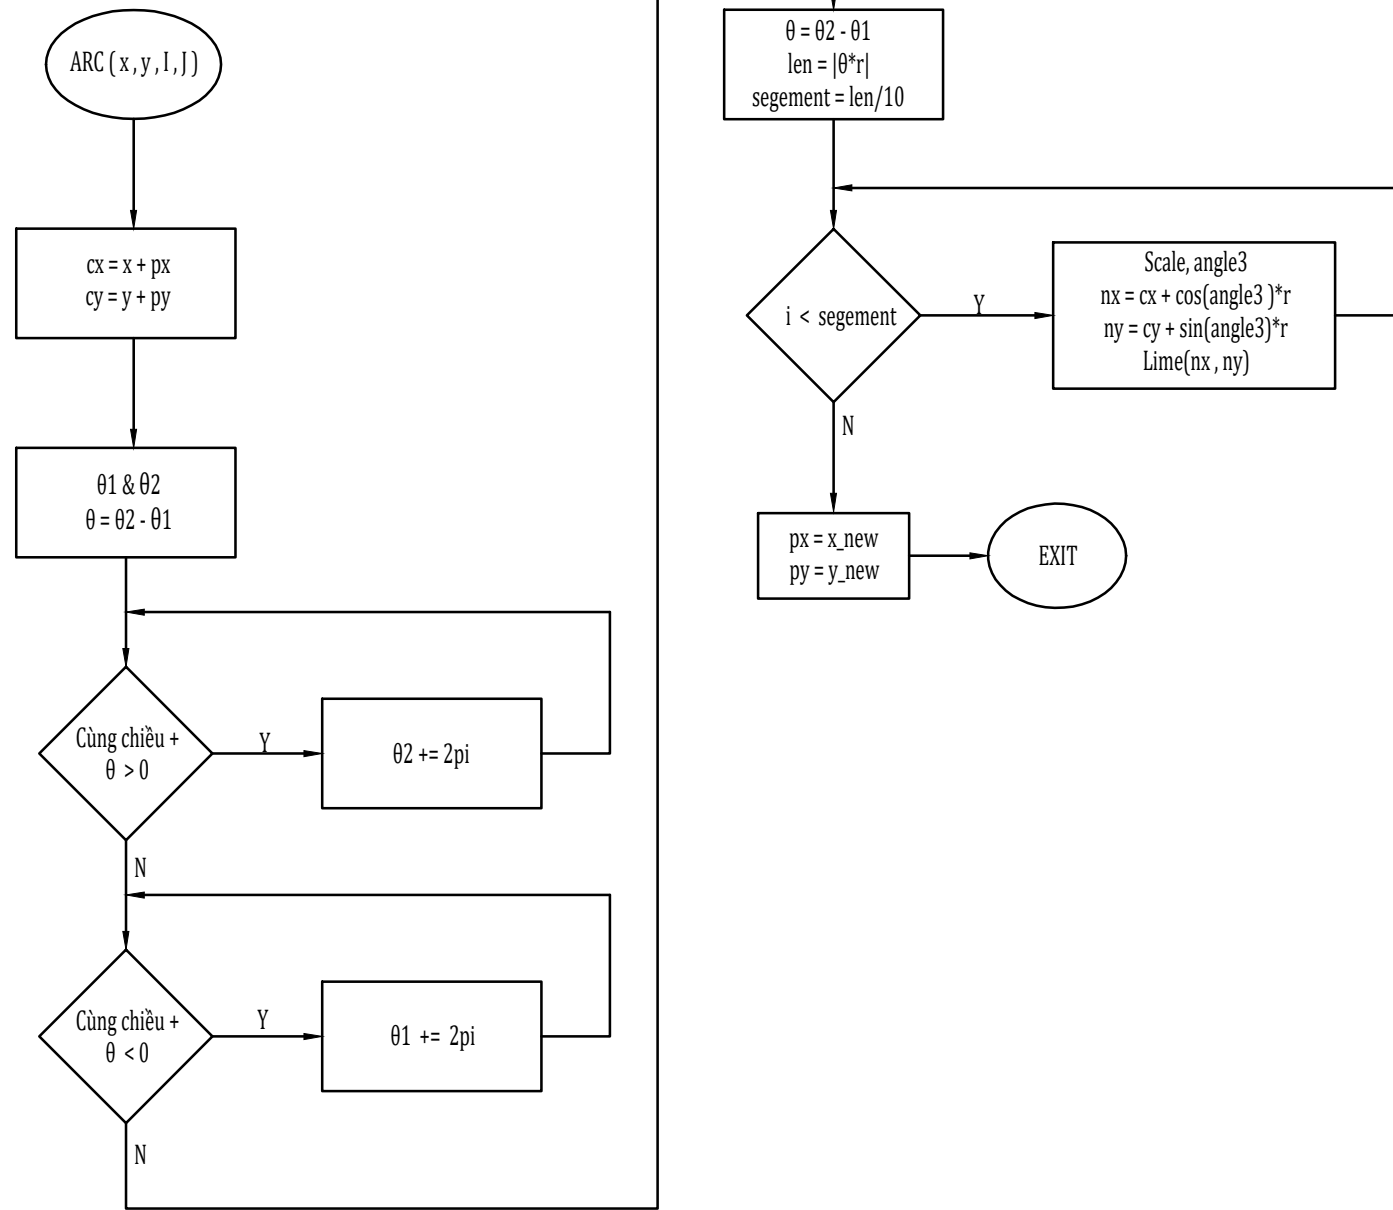 ARC ( x , y , I , J )
cx = x + px
cy = y + py
θ1 & θ2
θ = θ2 - θ1
Cùng chiều +
θ > 0
Y
θ2 += 2pi
N
Cùng chiều +
θ < 0
Y
θ1 += 2pi
N
θ = θ2 - θ1
len = |θ*r|
segement = len/10
i < segement
Y
Scale, angle3
nx = cx + cos(angle3 )*r
ny = cy + sin(angle3)*r
Lime(nx , ny)
N
px = x_new
py = y_new
EXIT